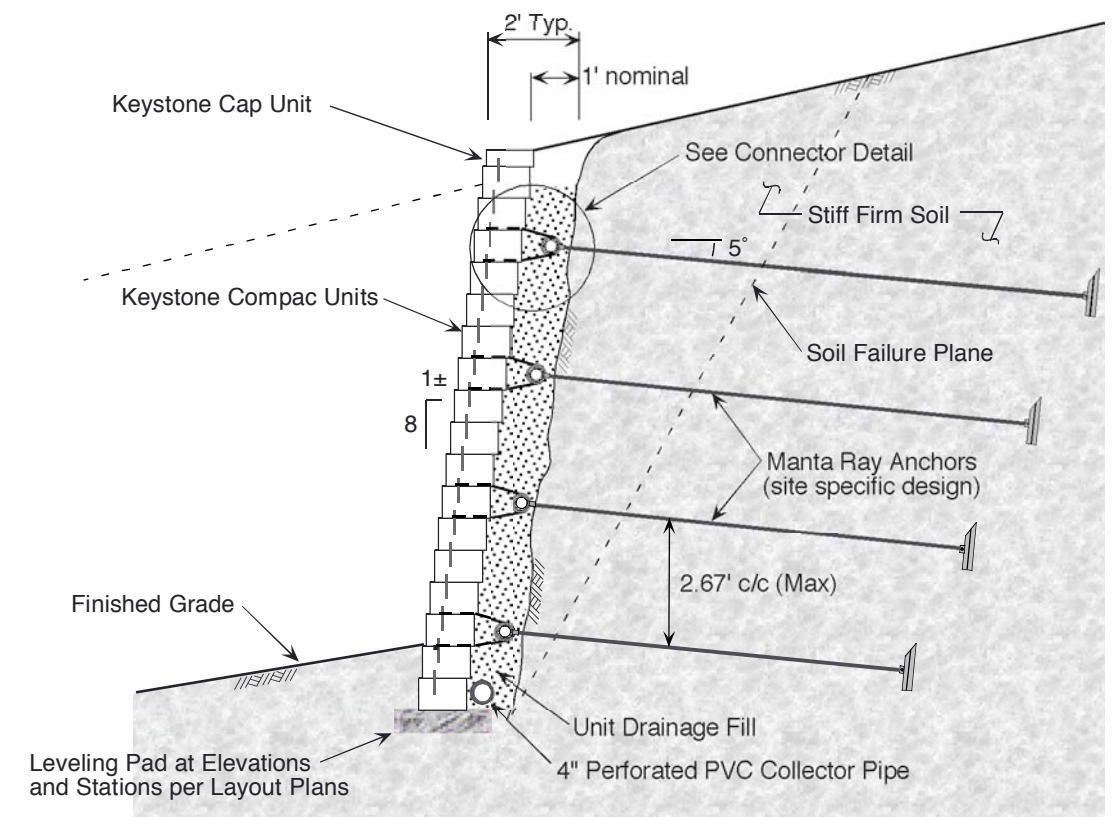 2' Typ.
1' nominal
Keystone Cap Unit
See Connector Detail
Stiff Firm Soil
5°
Keystone Compac Units
Soil Failure Plane
1±
8
Manta Ray Anchors
(site specific design)
2.67' c/c (Max)
Finished Grade
Unit Drainage Fill
4" Perforated PVC Collector Pipe
Leveling Pad at Elevations
and Stations per Layout Plans